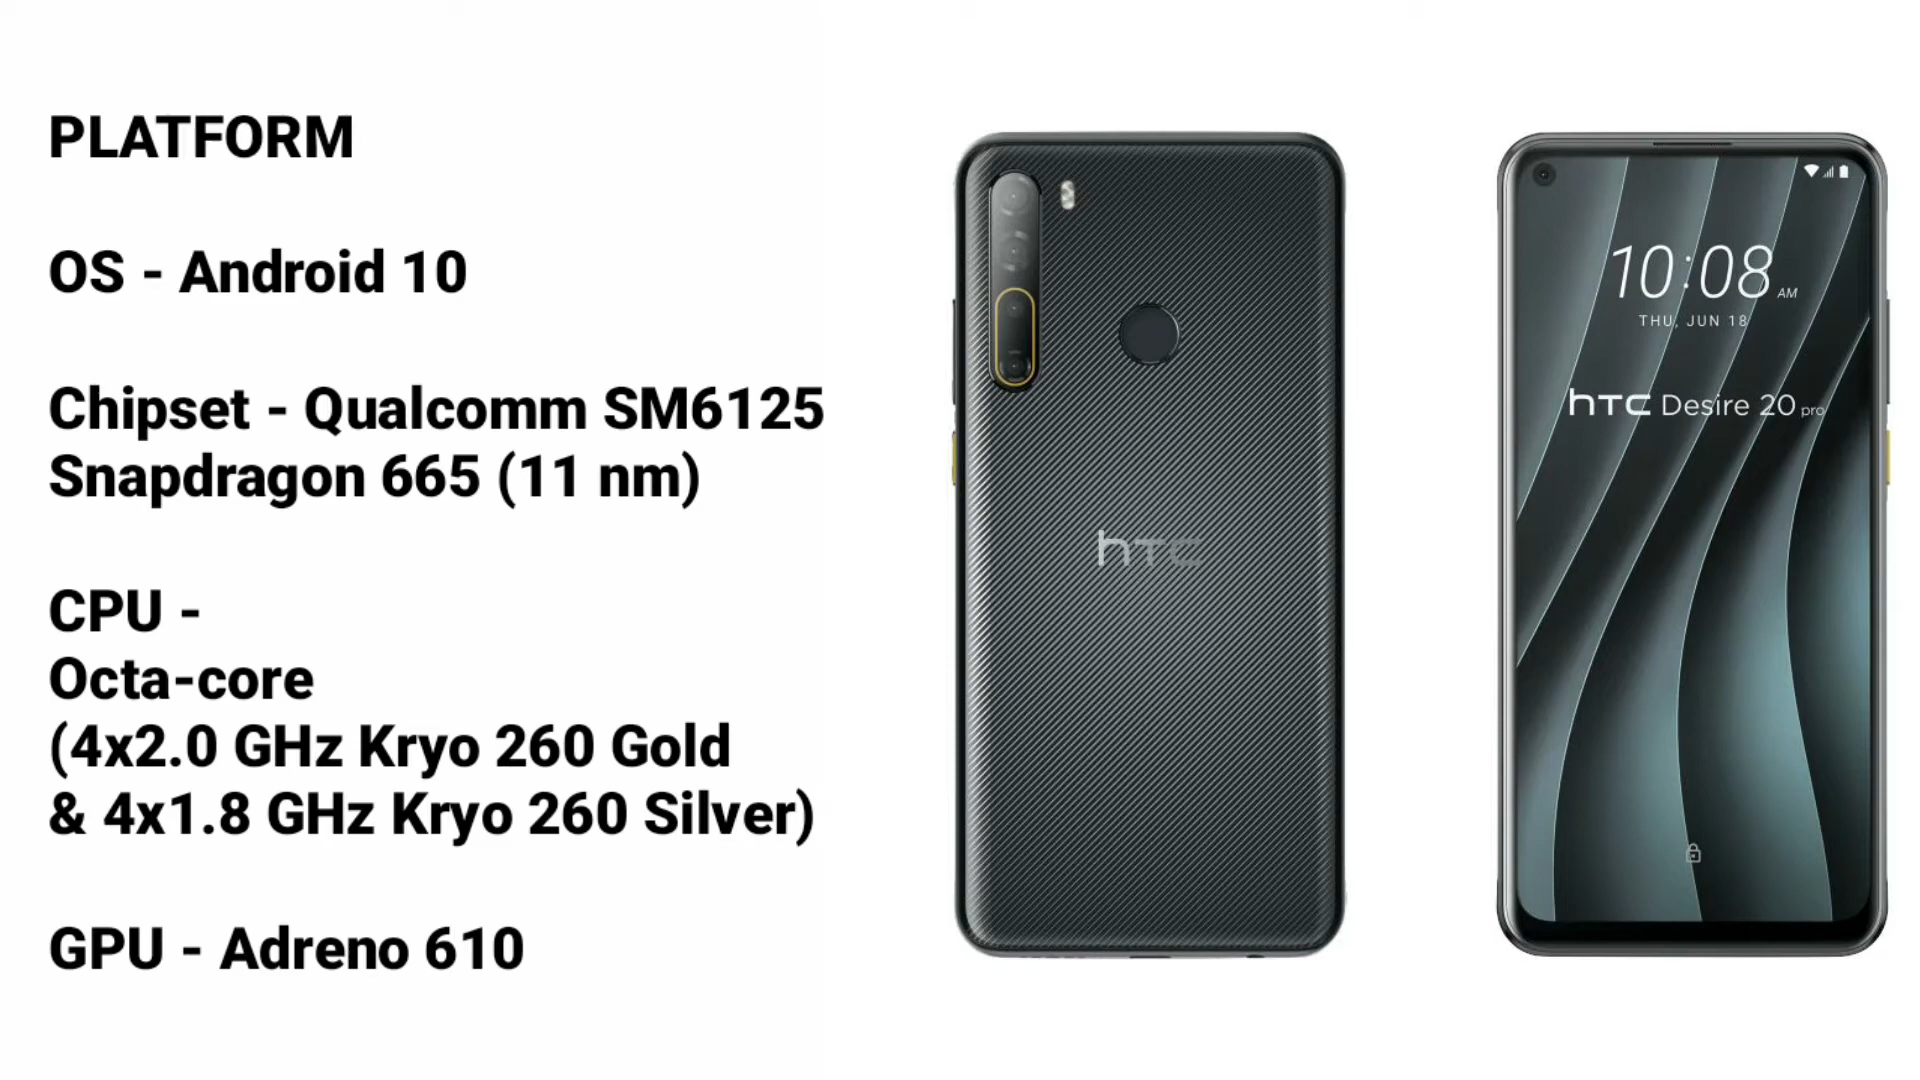 PLATFORM
OS - Android 10
Chipset - Qualcomm SM6125
Snapdragon 665 (11 nm)
CPU -
Octa-core
(4x2.0 GHz Kryo 260 Gold
& 4x1.8 GHz Kryo 260 Silver)
GPU - Adreno 610
hTC
10:08 AM
THU, JUN 18
hTC Desire 20 pro